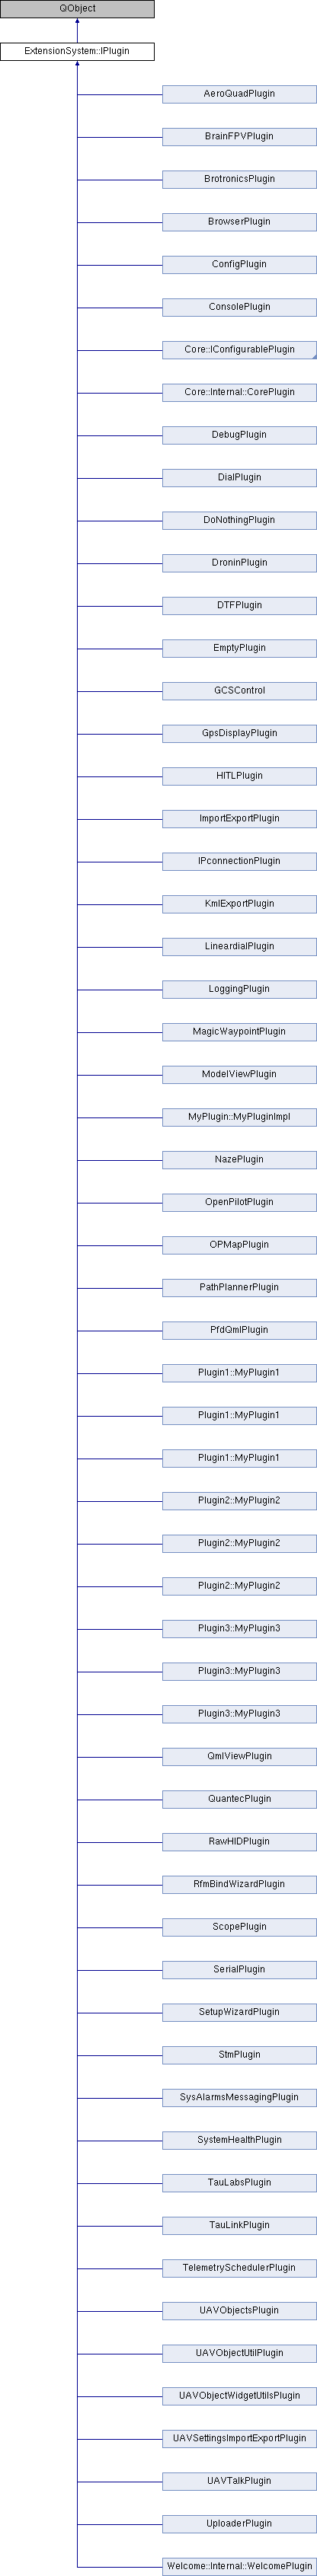 QObject
ExtensionSystem::IPlugin
AeroQuadPlugin
BrainFPVPlugin
BrotronicsPlugin
BrowserPlugin
ConfigPlugin
ConsolePlugin
Core::IConfigurablePlugin
Core::Internal::CorePlugin
DebugPlugin
DialPlugin
DoNothingPlugin
DroninPlugin
DTFPlugin
EmptyPlugin
GCSControl
GpsDisplayPlugin
HITLPlugin
ImportExportPlugin
IPconnectionPlugin
KmlExportPlugin
LineardialPlugin
LoggingPlugin
MagicWaypointPlugin
ModelViewPlugin
MyPlugin::MyPluginImpl
NazePlugin
OpenPilotPlugin
OPMapPlugin
PathPlannerPlugin
PfdQmlPlugin
Plugin1::MyPlugin1
Plugin1::MyPlugin1
Plugin1::MyPlugin1
Plugin2::MyPlugin2
Plugin2::MyPlugin2
Plugin2::MyPlugin2
Plugin3::MyPlugin3
Plugin3::MyPlugin3
Plugin3::MyPlugin3
QmlViewPlugin
QuantecPlugin
RawHIDPlugin
RfmBindWizardPlugin
ScopePlugin
SerialPlugin
SetupWizardPlugin
StmPlugin
SysAlarmsMessagingPlugin
SystemHealthPlugin
TauLabsPlugin
TauLinkPlugin
TelemetrySchedulerPlugin
UAVObjectsPlugin
UAVObjectUtilPlugin
UAVObjectWidgetUtilsPlugin
UAVSettingsImportExportPlugin
UAVTalkPlugin
UploaderPlugin
Welcome::Internal::WelcomePlugin